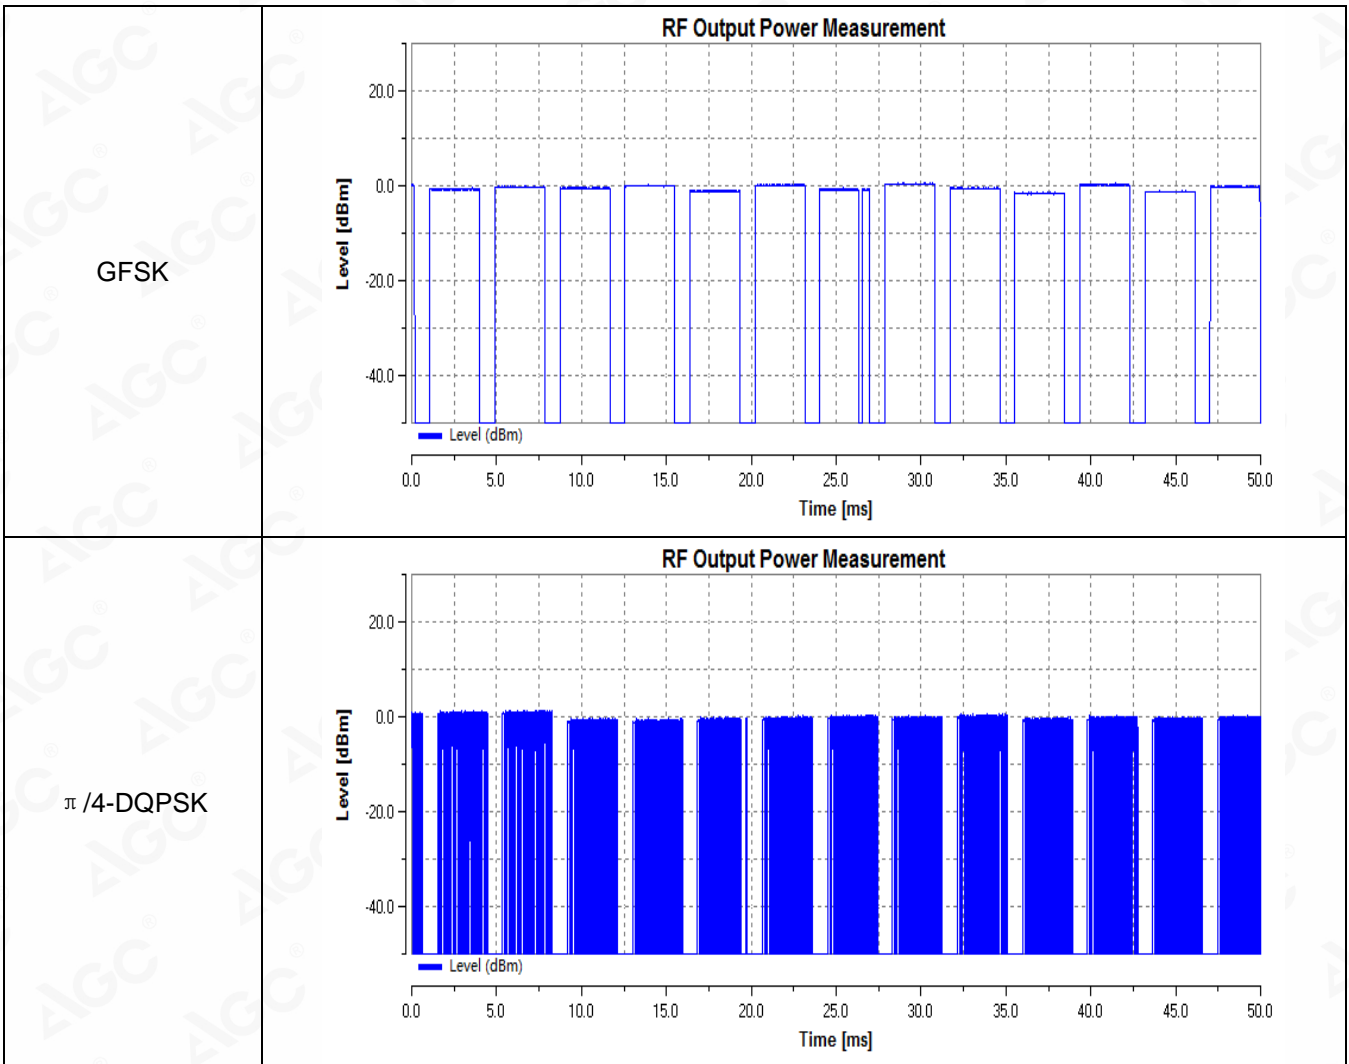 RF Output Power Measurement
GFSK
Level [dBm]
20.0
0.0
-20.0
-40.0
Level (dBm)
0.0 5.0 10.0 15.0 20.0 25.0 30.0 35.0 40.0 45.0 50.0
Time [ms]
RF Output Power Measurement
π/4-DQPSK
Level [dBm]
20.0
0.0
-20.0
-40.0
Level (dBm)
0.0 5.0 10.0 15.0 20.0 25.0 30.0 35.0 40.0 45.0 50.0
Time [ms]
AGC